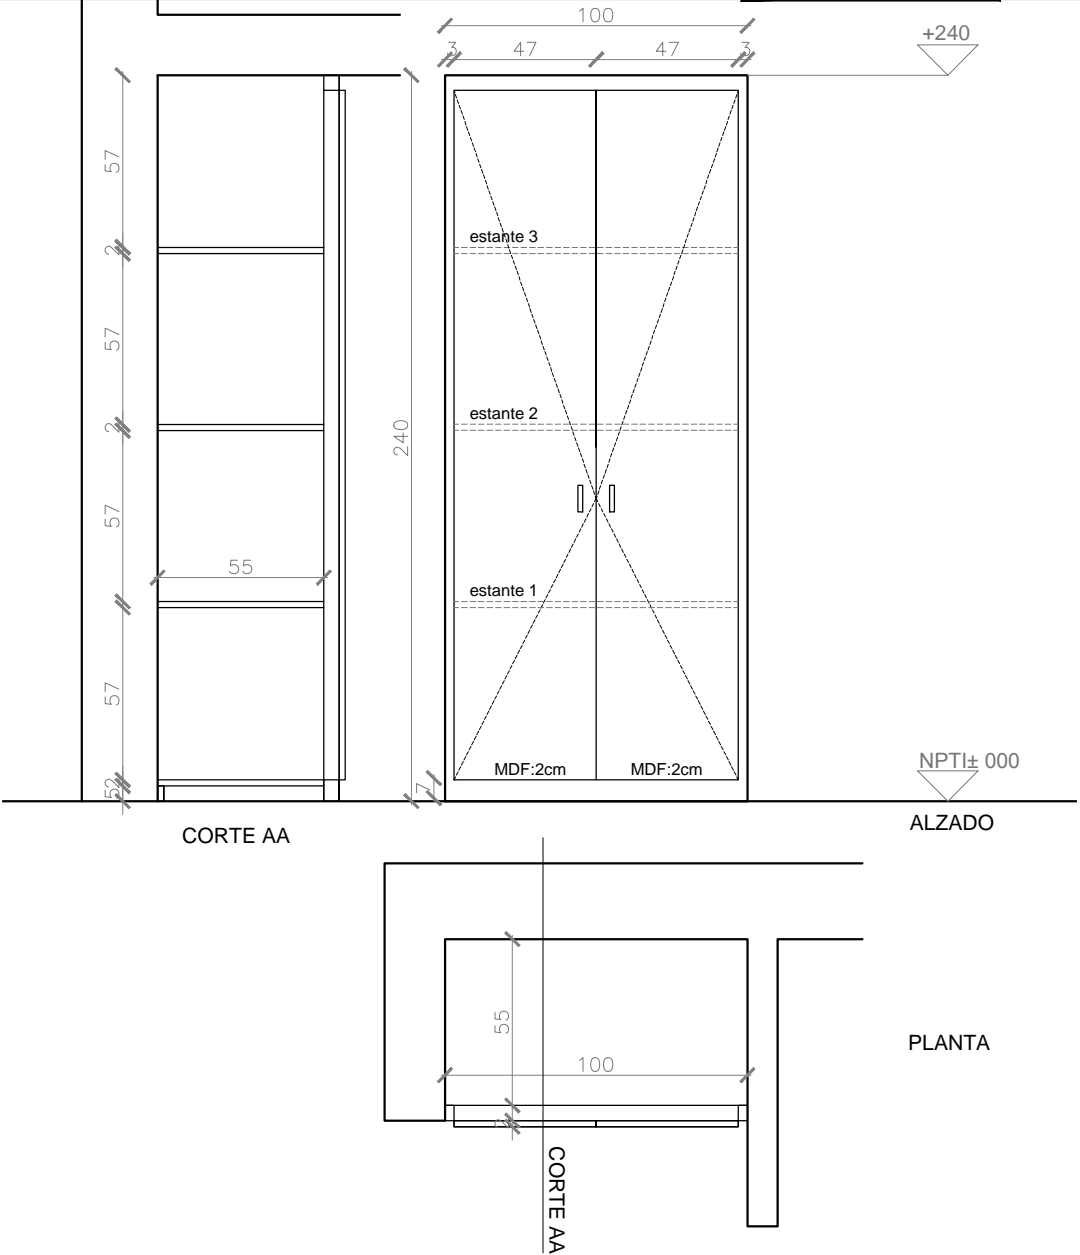 100
3 47 47 3
+240
57
2
57
2
57
57
2
5
55
240
7
estante 3
estante 2
estante 1
MDF:2cm MDF:2cm
NPTI± 000
CORTE AA
ALZADO
55
100
PLANTA
CORTE AA